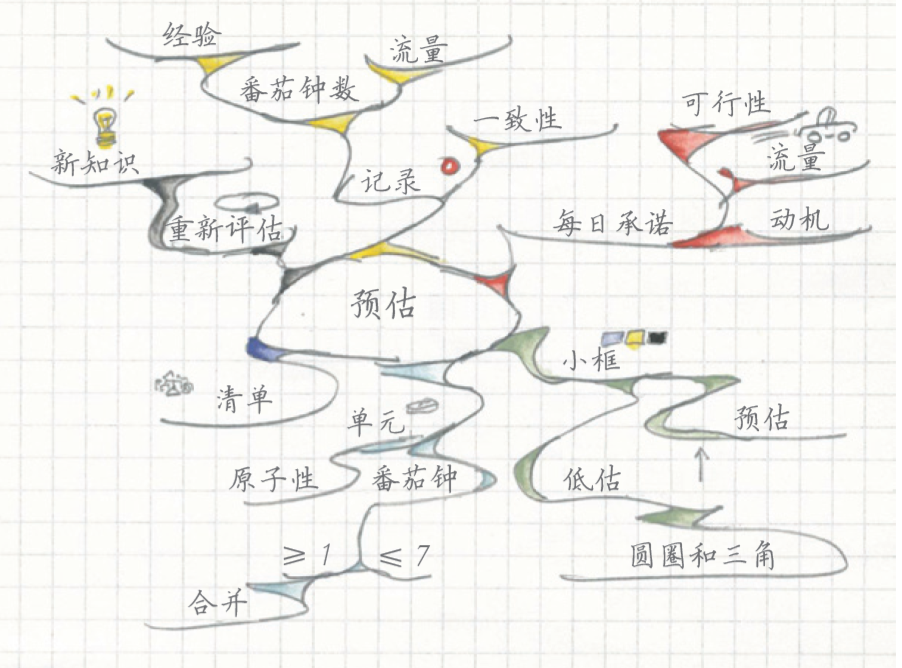 经验
流量
番茄钟数
一致性
可行性
流量
新知识
记录
重新评估
每日承诺
动机
预估
小框
清单
单元
预估
原子性
番茄钟
低估
≥ 1
≤ 7
圆圈和三角
合并